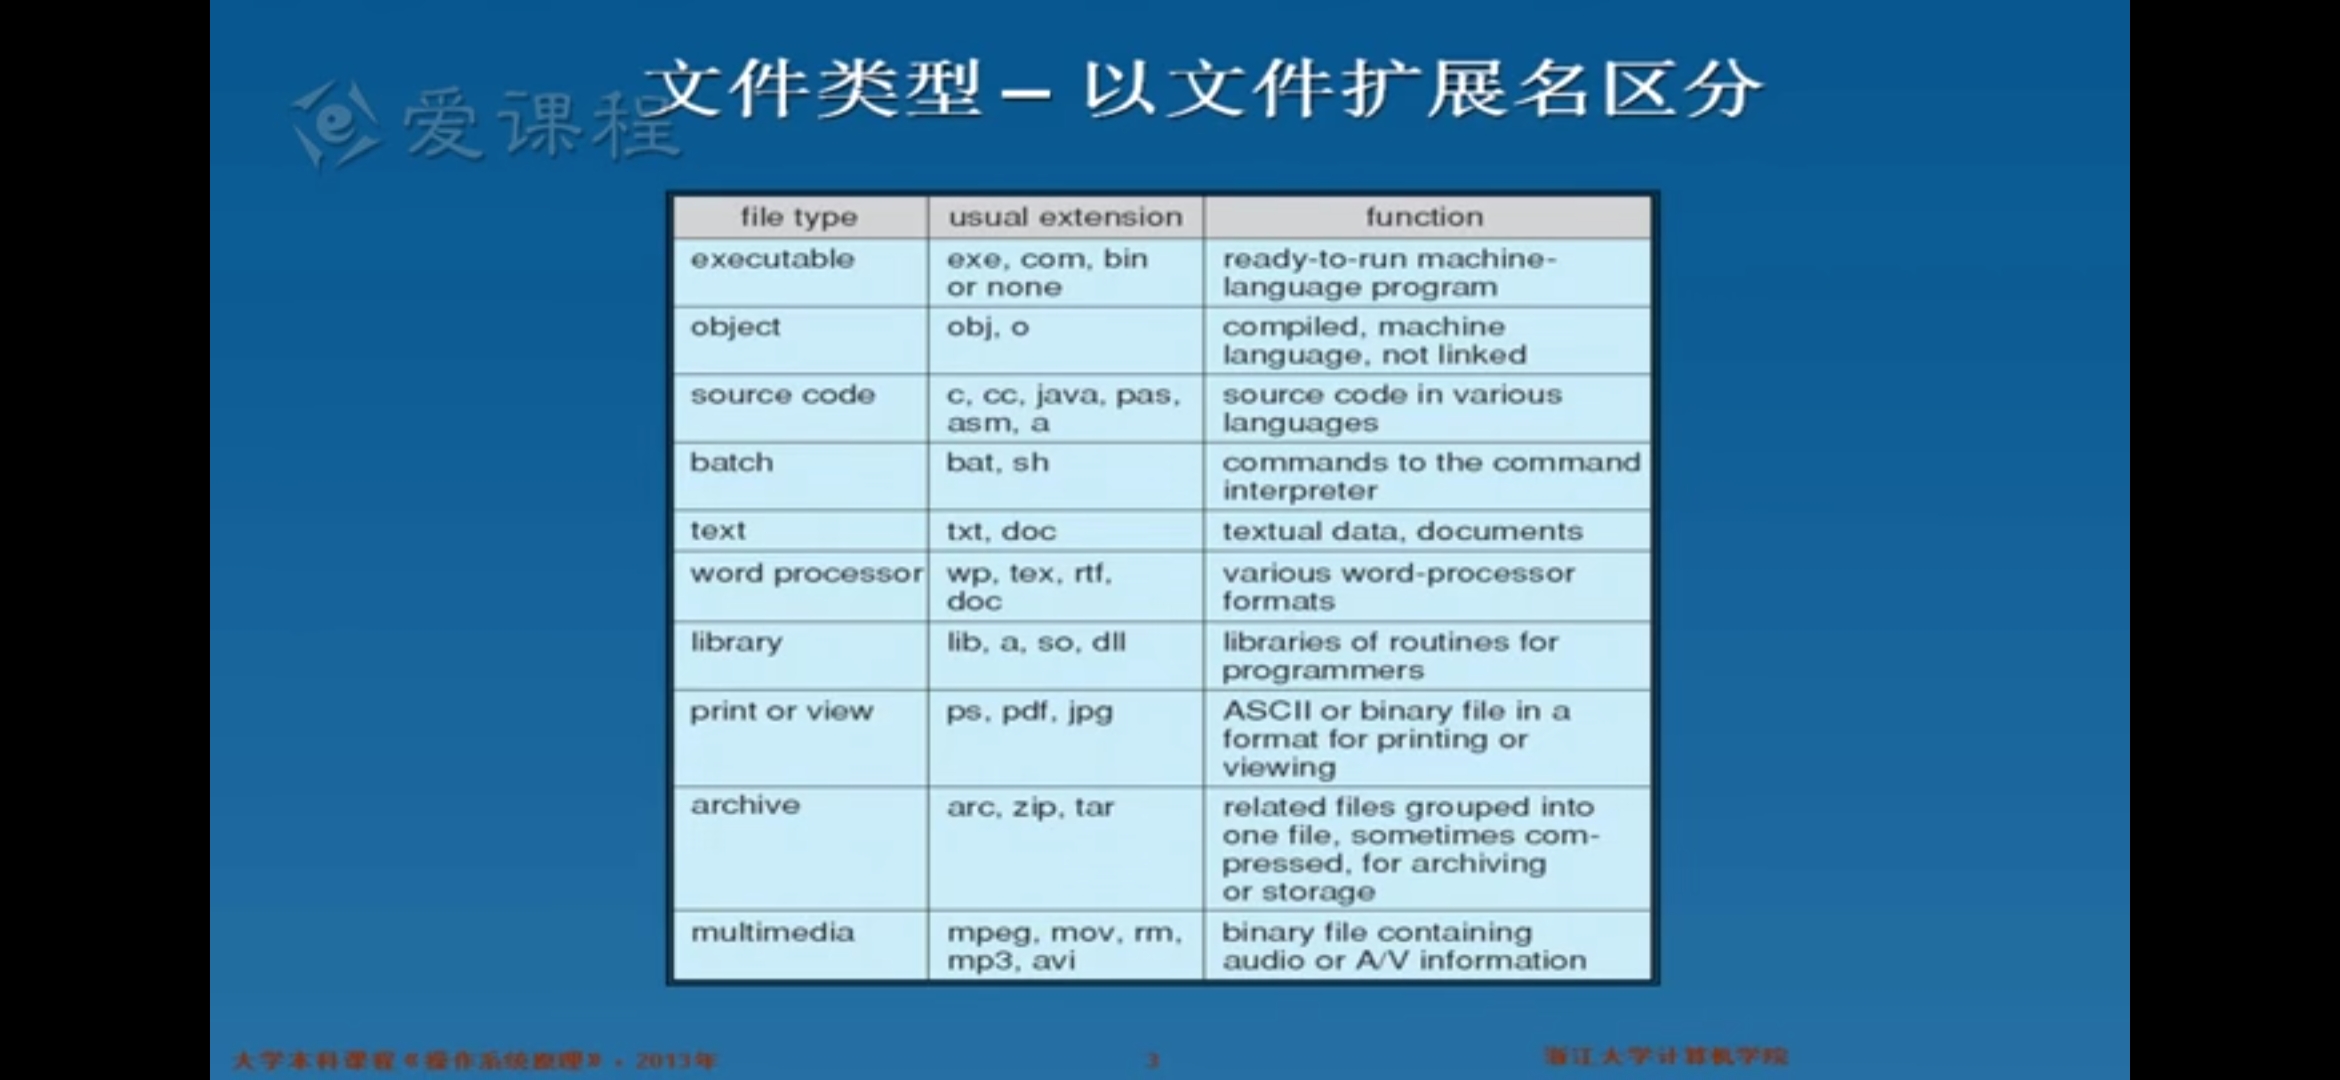 文件类型 – 以文件扩展名区分
爱课程
file type usual extension function
executable exe, com, bin ready-to-run machine-
or none language program
object obj, o compiled, machine
language, not linked
source code c, cc, java, pas, source code in various
asm, a languages
batch bat, sh commands to the command
interpreter
text txt, doc textual data, documents
word processor wp, tex, rtf, various word-processor
doc formats
library lib, a, so, dll libraries of routines for
programmers
print or view ps, pdf, jpg ASCII or binary file in a
format for printing or
viewing
archive arc, zip, tar related files grouped into
one file, sometimes com-
pressed, for archiving
or storage
multimedia mpeg, mov, rm, binary file containing
mp3, avi audio or A/V information
大学本科课程《操作系统原理》，2013年 3 浙江大学计算机学院